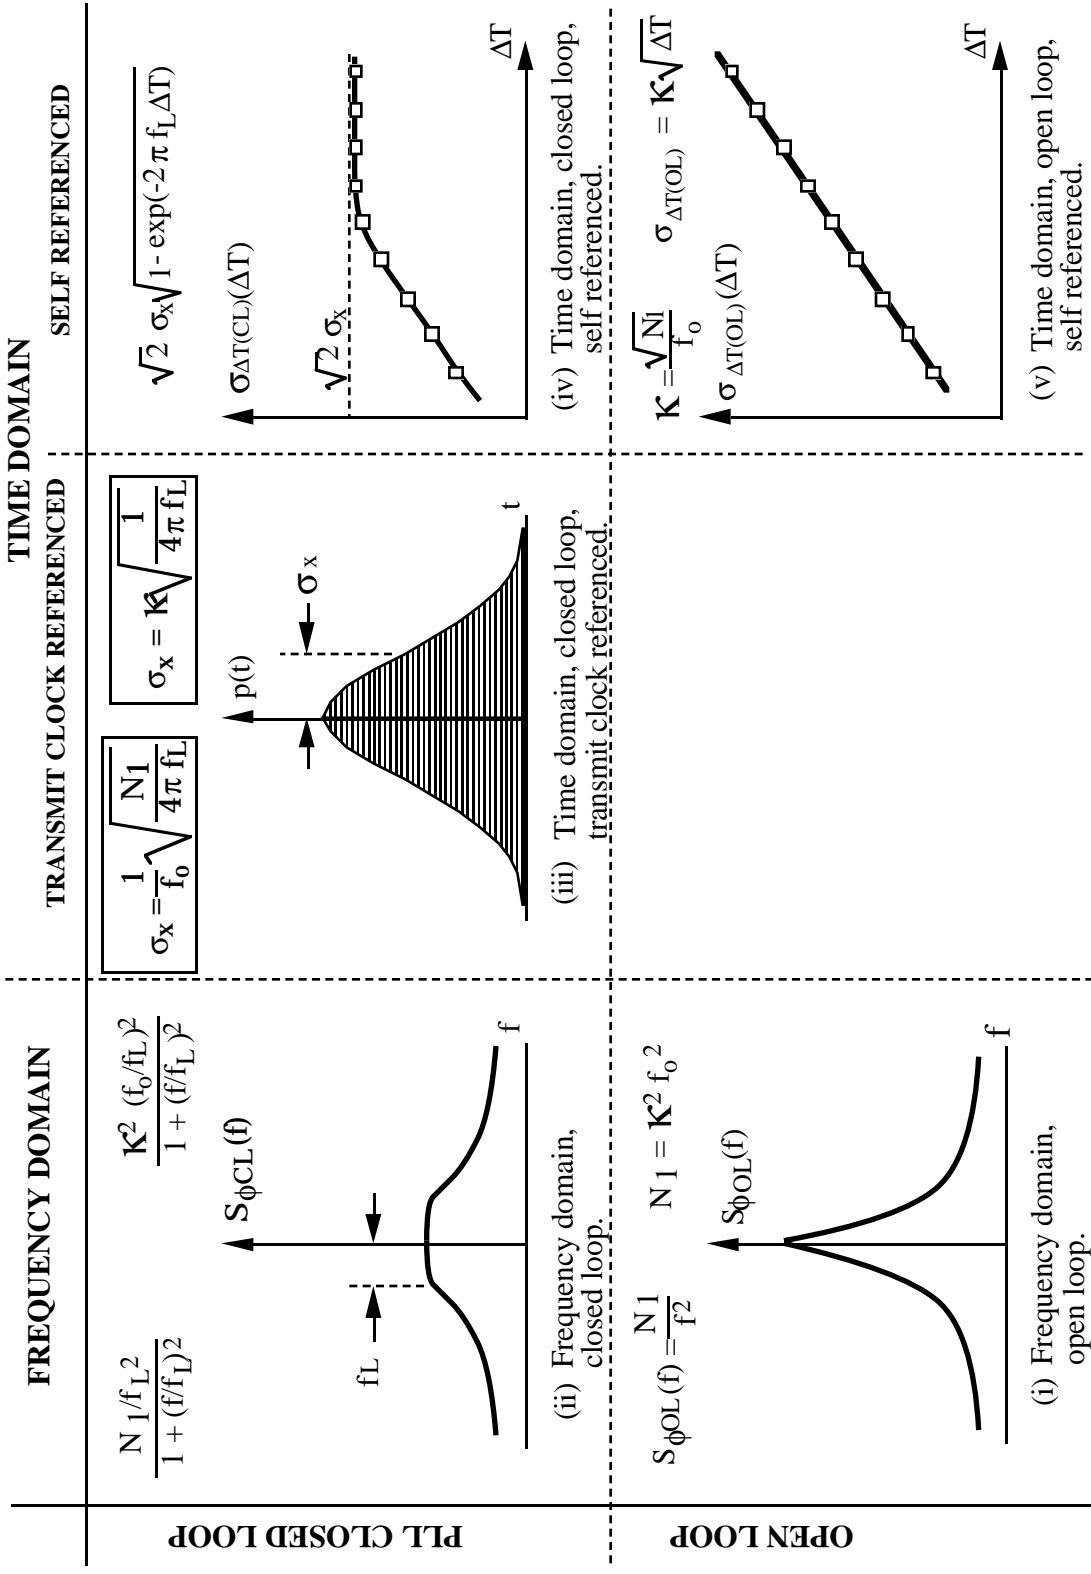 TIME DOMAIN
FREQUENCY DOMAIN
TRANSMIT CLOCK REFERENCED
SELF REFERENCED
PLL CLOSED LOOP
N1/fL2
1 + (f/fL)2
κ2 (fo/fL)2
1 + (f/fL)2
SϕCL(f)
fL
f
(ii) Frequency domain,
closed loop.
σx = 1/fo √N1/4π fL
σx = κ√1/4π fL
p(t)
σx
t
(iii) Time domain, closed loop,
transmit clock referenced.
√2 σx√1- exp(-2π fLΔT)
σΔT(CL)(ΔT)
√2 σx
ΔT
(iv) Time domain, closed loop,
self referenced.
OPEN LOOP
SϕOL(f) = N1/f2
N1 = κ2 fo2
SϕOL(f)
f
(i) Frequency domain,
open loop.
κ = √N1/fo
σΔT(OL) = κ√ΔT
σΔT(OL)(ΔT)
ΔT
(v) Time domain, open loop,
self referenced.